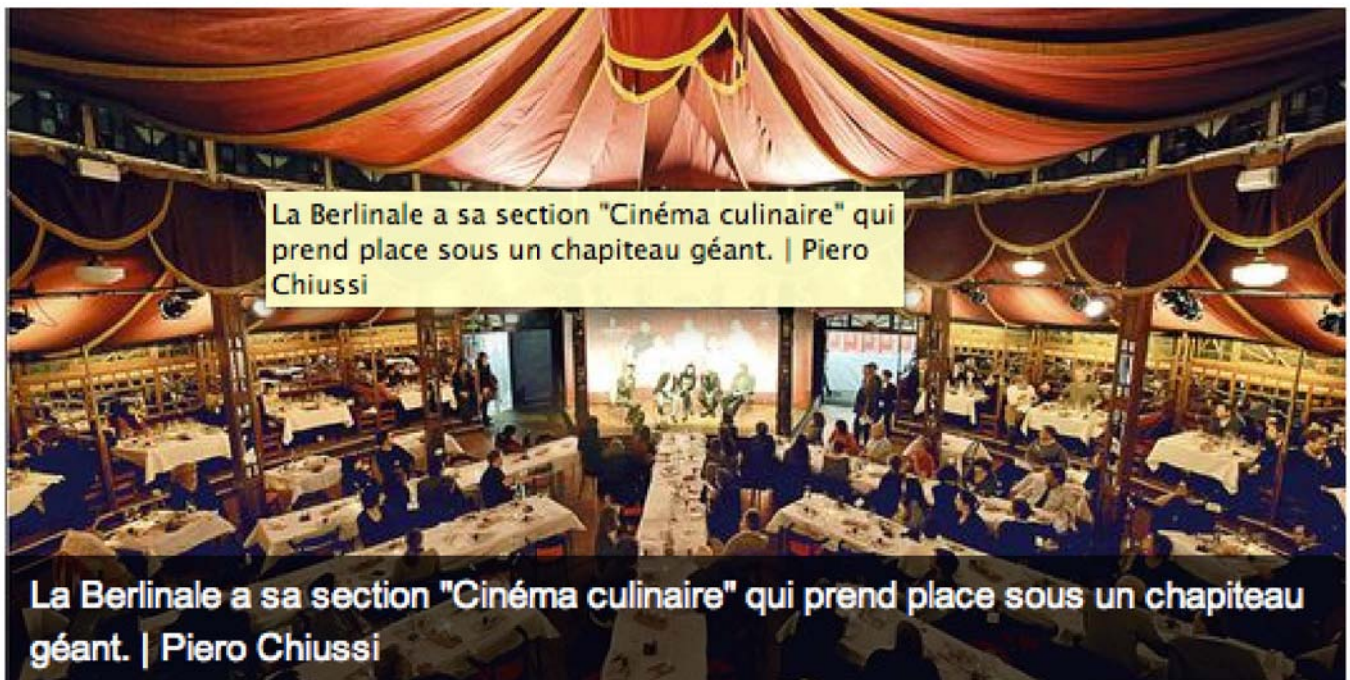 La Berlinale a sa section "Cinéma culinaire" qui
prend place sous un chapiteau géant. | Piero
Chiussi
La Berlinale a sa section "Cinéma culinaire" qui prend place sous un chapiteau
géant. | Piero Chiussi